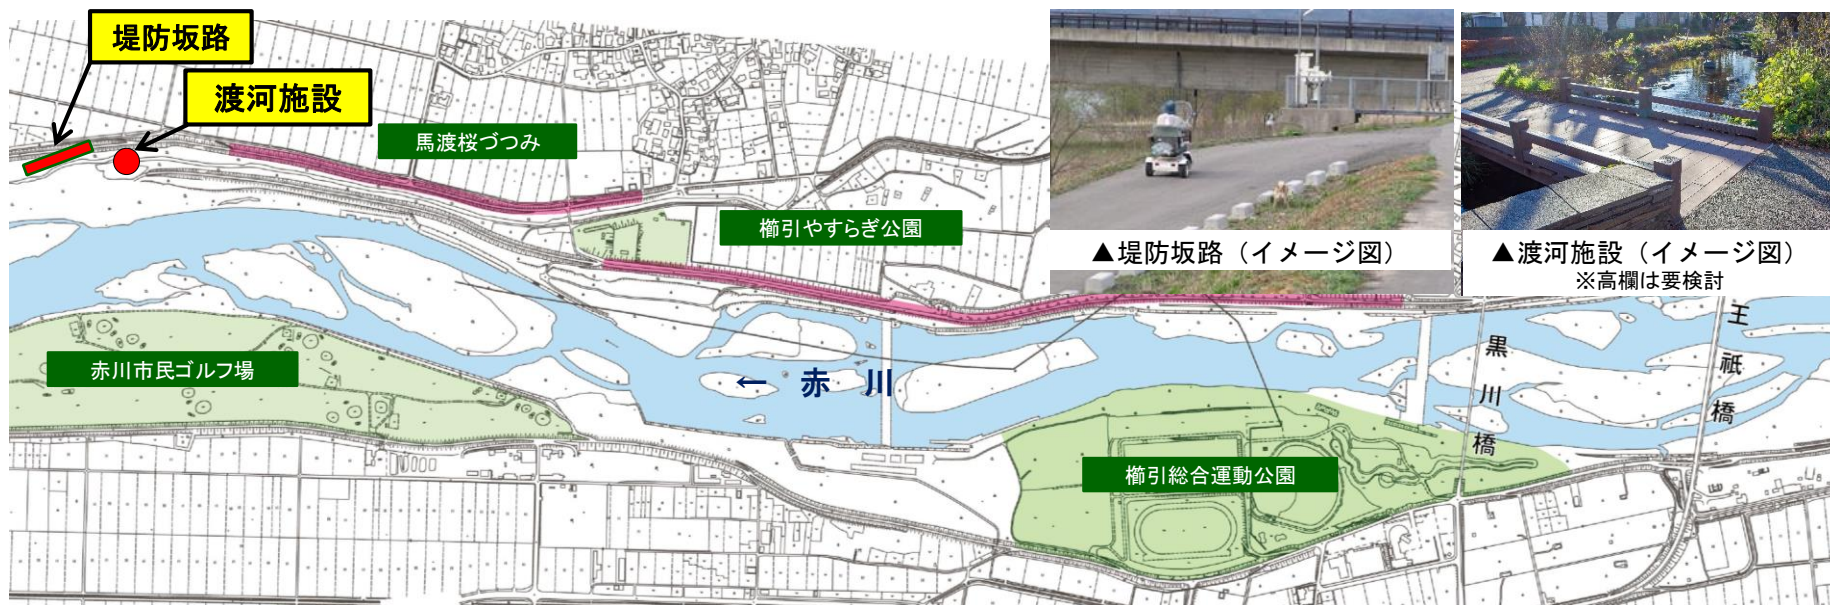 堤防坂路
渡河施設
馬渡桜づつみ
櫛引やすらぎ公園
▲堤防坂路（イメージ図）
▲渡河施設（イメージ図）
※高欄は要検討
赤川市民ゴルフ場
← 赤 川
櫛引総合運動公園
黒川橋
王祇橋